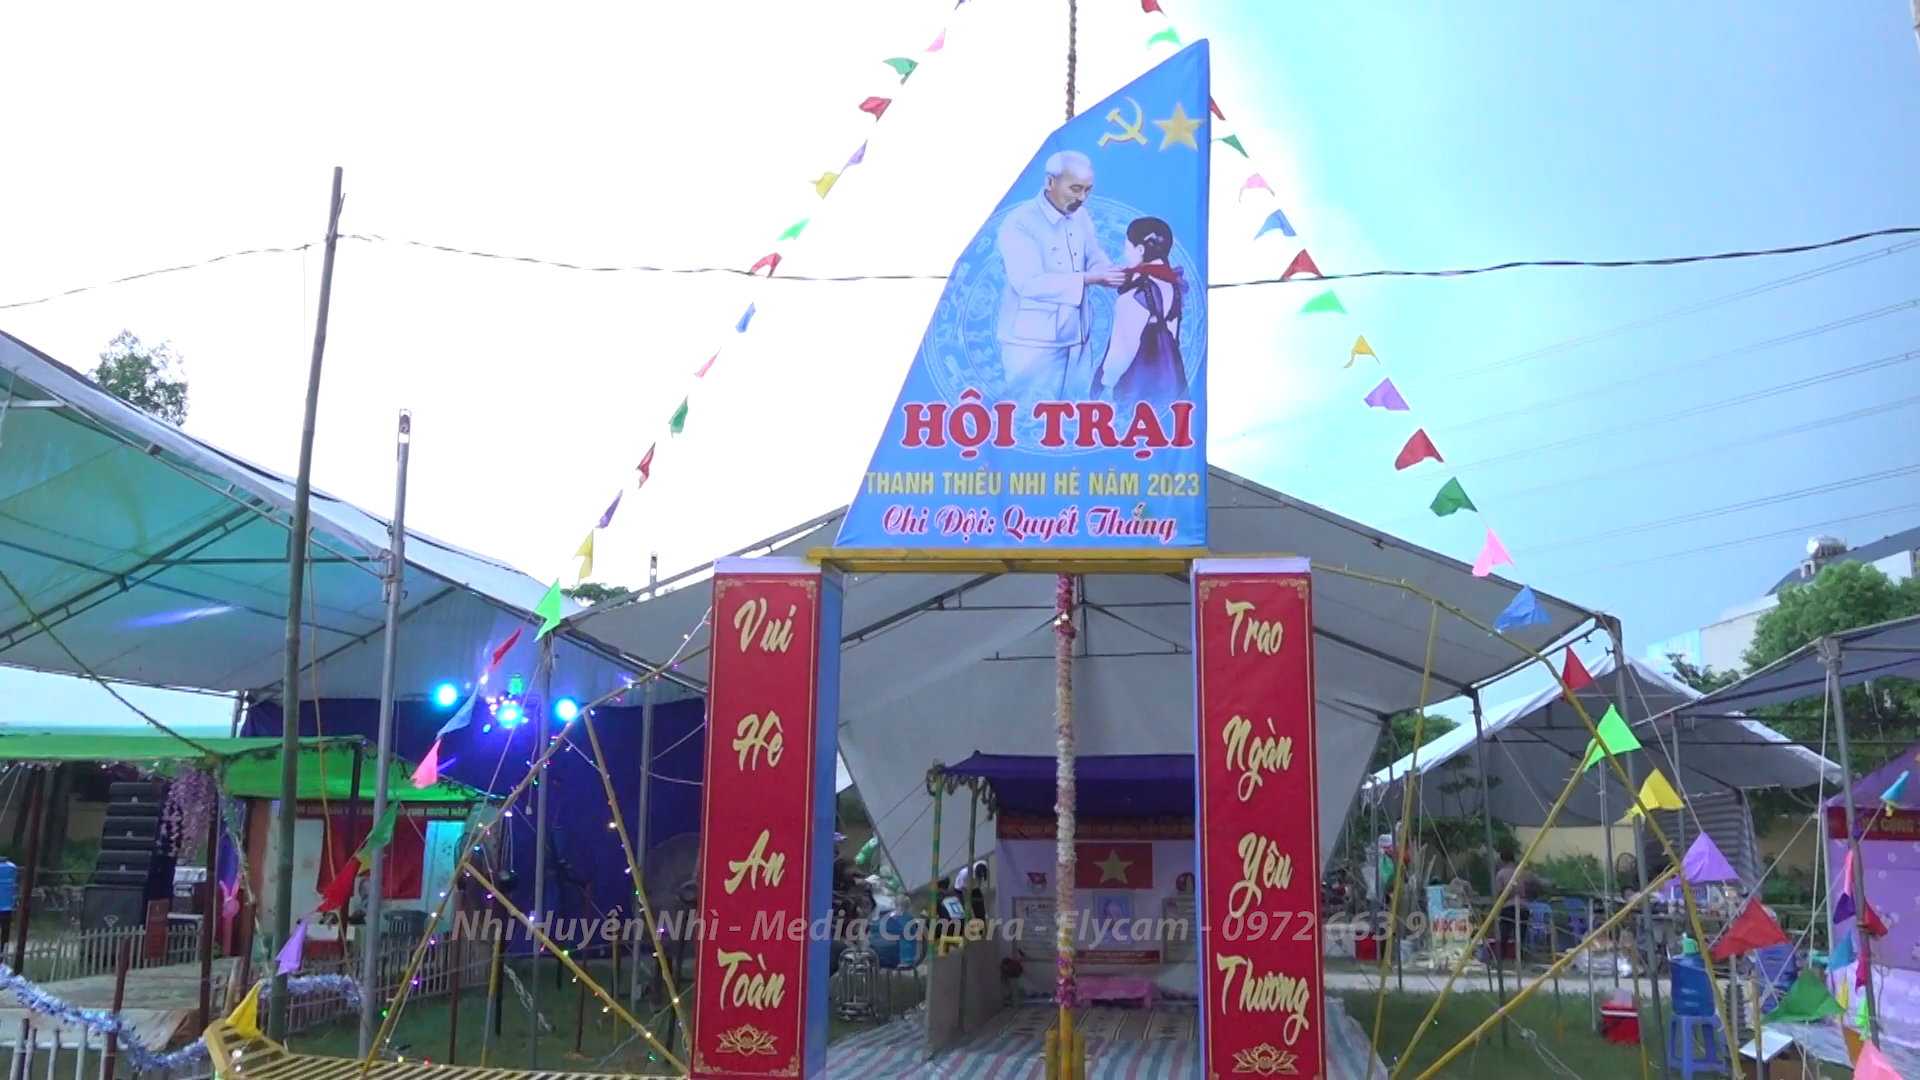 HỘI TRẠI
THANH THIẾU NHI HÈ NĂM 2023
Chi Đội: Quyết Thắng
Vui
Hè
An
Toàn
Trao
Ngàn
Yêu
Thương
Nhi Huyền Nhì - Media Camera - Flycam - 0972 663 9